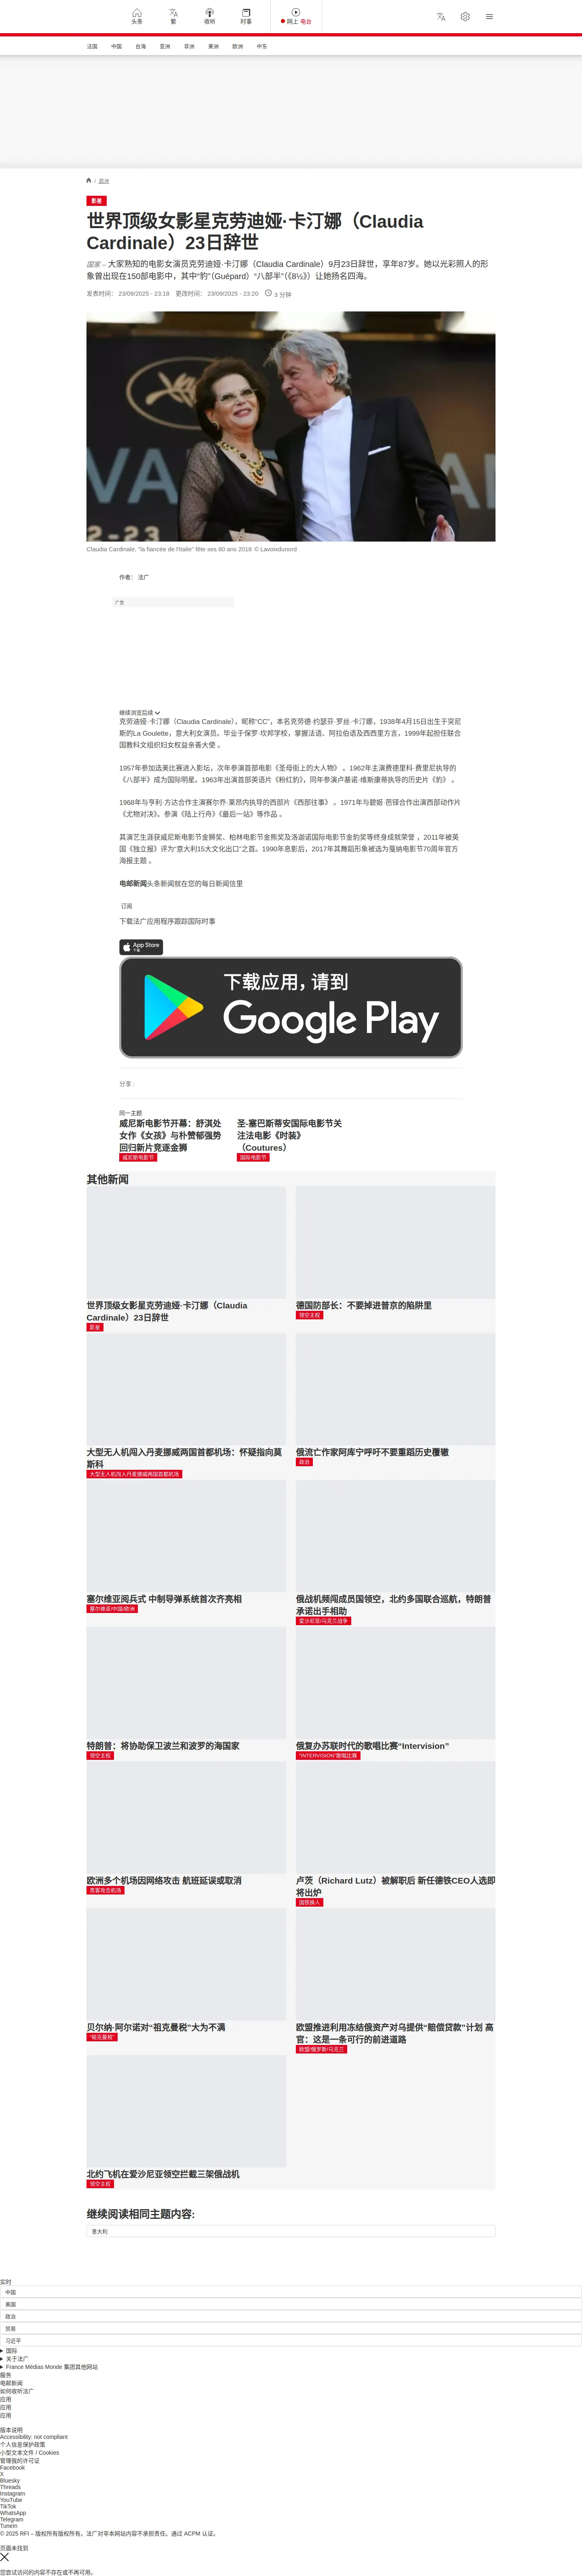 头条
繁
收听
时事
网上 电台
法国
中国
台海
亚洲
非洲
美洲
欧洲
中东
/ 欧洲
影星
世界顶级女影星克劳迪娅·卡汀娜（Claudia
Cardinale）23日辞世
国家 – 大家熟知的电影女演员克劳迪娅·卡汀娜（Claudia Cardinale）9月23日辞世，享年87岁。她以光彩照人的形
象曾出现在150部电影中，其中“豹”（Guépard）“八部半”（《8½》）让她扬名四海。
发表时间： 23/09/2025 - 23:18 更改时间： 23/09/2025 - 23:20 3 分钟
Claudia Cardinale, "la fiancée de l'Italie" fête ses 80 ans 2018 © Lavoixdunord
作者： 法广
广告
继续浏览后续
克劳迪娅·卡汀娜（Claudia Cardinale），昵称“CC”，本名克劳德·约瑟芬·罗丝·卡汀娜，1938年4月15日出生于突尼
斯的La Goulette，意大利女演员。毕业于保罗·坎邦学校，掌握法语、阿拉伯语及西西里方言，1999年起担任联合
国教科文组织妇女权益亲善大使 。
1957年参加选美比赛进入影坛，次年参演首部电影《圣母街上的大人物》 。1962年主演费德里科·费里尼执导的
《八部半》成为国际明星。1963年出演首部英语片《粉红豹》，同年参演卢基诺·维斯康蒂执导的历史片《豹》 。
1968年与亨利·方达合作主演赛尔乔·莱昂内执导的西部片《西部往事》 。1971年与碧姬·芭铎合作出演西部动作片
《尤物对决》。参演《陆上行舟》《最后一站》等作品 。
其演艺生涯获威尼斯电影节金狮奖、柏林电影节金熊奖及洛迦诺国际电影节金豹奖等终身成就荣誉 ，2011年被英
国《独立报》评为“意大利15大文化出口”之首。1990年息影后，2017年其舞蹈形象被选为戛纳电影节70周年官方
海报主题 。
电邮新闻头条新闻就在您的每日新闻信里
订阅
下载法广应用程序跟踪国际时事
App Store
下载
下载应用，请到
Google Play
分享 :
同一主题
威尼斯电影节开幕：舒淇处
女作《女孩》与朴赞郁强势
回归新片竞逐金狮
威尼斯电影节
圣-塞巴斯蒂安国际电影节关
注法电影《时装》
（Coutures）
国际电影节
其他新闻
世界顶级女影星克劳迪娅·卡汀娜（Claudia
Cardinale）23日辞世
影星
德国防部长：不要掉进普京的陷阱里
领空主权
大型无人机闯入丹麦挪威两国首都机场：怀疑指向莫
斯科
大型无人机闯入丹麦挪威两国首都机场
俄流亡作家阿库宁呼吁不要重蹈历史覆辙
政治
塞尔维亚阅兵式 中制导弹系统首次齐亮相
塞尔维亚/中国/欧洲
俄战机频闯成员国领空，北约多国联合巡航，特朗普
承诺出手相助
爱沙尼亚/乌克兰战争
特朗普：将协助保卫波兰和波罗的海国家
领空主权
俄复办苏联时代的歌唱比赛“Intervision”
“INTERVISION”歌唱比赛
欧洲多个机场因网络攻击 航班延误或取消
黑客攻击机场
卢茨（Richard Lutz）被解职后 新任德铁CEO人选即
将出炉
国铁换人
贝尔纳·阿尔诺对“祖克曼税”大为不满
“祖克曼税”
欧盟推进利用冻结俄资产对乌提供“赔偿贷款”计划 高
官：这是一条可行的前进道路
欧盟/俄罗斯/乌克兰
北约飞机在爱沙尼亚领空拦截三架俄战机
领空主权
继续阅读相同主题内容:
意大利
实时
中国
美国
政治
贸易
习近平
国际
关于法广
France Médias Monde 集团其他网站
服务
电邮新闻
如何收听法广
应用
应用
应用
版本说明
Accessibility: not compliant
个人信息保护政策
小型文本文件 / Cookies
管理我的许可证
Facebook
X
Bluesky
Threads
Instagram
YouTube
TikTok
WhatsApp
Telegram
TuneIn
© 2025 RFI – 版权所有版权所有。法广对非本网站内容不承担责任。通过 ACPM 认证。
页面未找到
您尝试访问的内容不存在或不再可用。